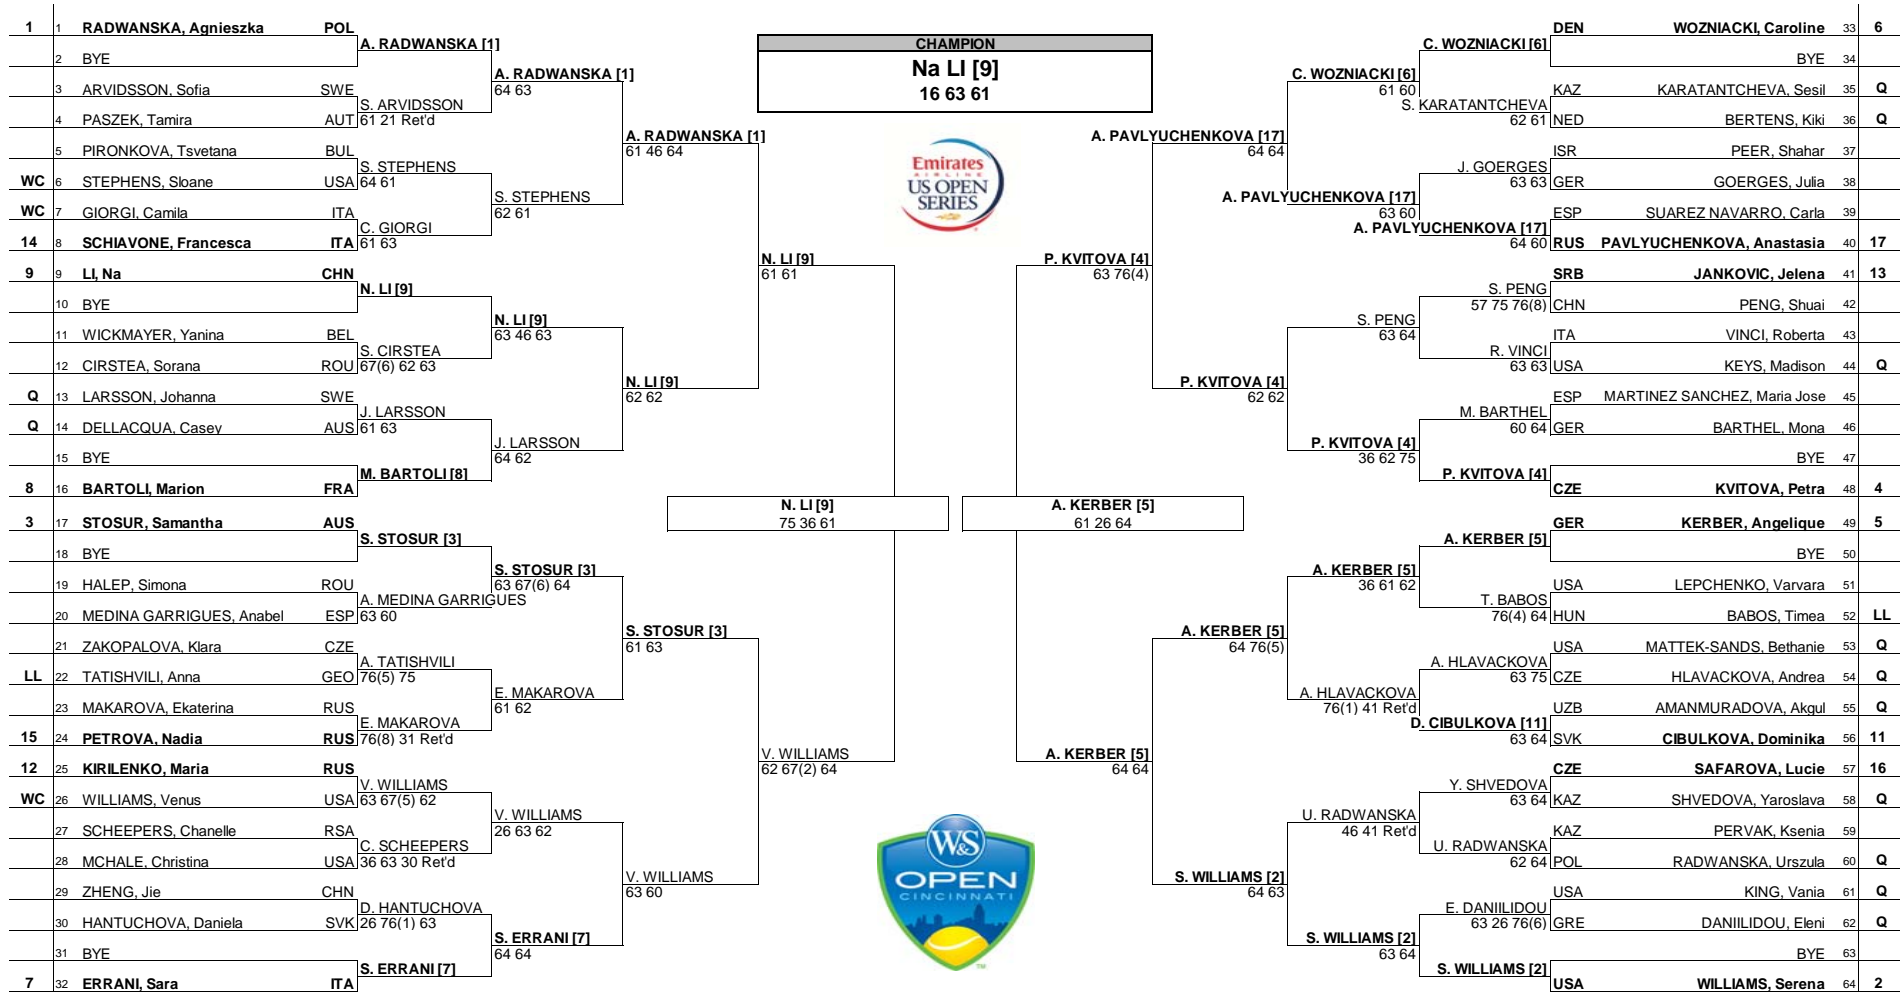 1 1 RADWANSKA, Agnieszka POL
2 BYE
3 ARVIDSSON, Sofia SWE
4 PASZEK, Tamira AUT
5 PIRONKOVA, Tsvetana BUL
WC 6 STEPHENS, Sloane USA
WC 7 GIORGI, Camila ITA
14 8 SCHIAVONE, Francesca ITA
9 9 LI, Na CHN
10 BYE
11 WICKMAYER, Yanina BEL
12 CIRSTEA, Sorana ROU
Q 13 LARSSON, Johanna SWE
Q 14 DELLACQUA, Casey AUS
15 BYE
8 16 BARTOLI, Marion FRA
3 17 STOSUR, Samantha AUS
18 BYE
19 HALEP, Simona ROU
20 MEDINA GARRIGUES, Anabel ESP
21 ZAKOPALOVA, Klara CZE
LL 22 TATISHVILI, Anna GEO
23 MAKAROVA, Ekaterina RUS
15 24 PETROVA, Nadia RUS
12 25 KIRILENKO, Maria RUS
WC 26 WILLIAMS, Venus USA
27 SCHEEPERS, Chanelle RSA
28 MCHALE, Christina USA
29 ZHENG, Jie CHN
30 HANTUCHOVA, Daniela SVK
31 BYE
7 32 ERRANI, Sara ITA
A. RADWANSKA [1]
S. ARVIDSSON
61 21 Ret'd
S. STEPHENS
64 61
C. GIORGI
61 63
N. LI [9]
S. CIRSTEA
67(6) 62 63
J. LARSSON
61 63
M. BARTOLI [8]
S. STOSUR [3]
A. MEDINA GARRIGUES
63 60
A. TATISHVILI
76(5) 75
E. MAKAROVA
76(8) 31 Ret'd
V. WILLIAMS
63 67(5) 62
C. SCHEEPERS
36 63 30 Ret'd
D. HANTUCHOVA
26 76(1) 63
S. ERRANI [7]
A. RADWANSKA [1]
64 63
S. STEPHENS
62 61
N. LI [9]
63 46 63
J. LARSSON
64 62
S. STOSUR [3]
63 67(6) 64
E. MAKAROVA
61 62
V. WILLIAMS
26 63 62
S. ERRANI [7]
64 64
A. RADWANSKA [1]
61 46 64
N. LI [9]
62 62
S. STOSUR [3]
61 63
V. WILLIAMS
63 60
N. LI [9]
61 61
V. WILLIAMS
62 67(2) 64
N. LI [9]
75 36 61
CHAMPION
Na LI [9]
16 63 61
Emirates
AIRLINE
US OPEN
SERIES
W&S
OPEN
CINCINNATI
TM
A. KERBER [5]
61 26 64
P. KVITOVA [4]
63 76(4)
A. KERBER [5]
64 64
A. PAVLYUCHENKOVA [17]
64 64
P. KVITOVA [4]
62 62
A. KERBER [5]
64 76(5)
S. WILLIAMS [2]
64 63
C. WOZNIACKI [6]
61 60
A. PAVLYUCHENKOVA [17]
63 60
S. PENG
63 64
P. KVITOVA [4]
36 62 75
A. KERBER [5]
36 61 62
A. HLAVACKOVA
76(1) 41 Ret'd
U. RADWANSKA
46 41 Ret'd
S. WILLIAMS [2]
63 64
C. WOZNIACKI [6]
S. KARATANTCHEVA
62 61
J. GOERGES
63 63
A. PAVLYUCHENKOVA [17]
64 60
S. PENG
57 75 76(8)
R. VINCI
63 63
M. BARTHEL
60 64
P. KVITOVA [4]
A. KERBER [5]
T. BABOS
76(4) 64
A. HLAVACKOVA
63 75
D. CIBULKOVA [11]
63 64
Y. SHVEDOVA
63 64
U. RADWANSKA
62 64
E. DANIILIDOU
63 26 76(6)
S. WILLIAMS [2]
DEN WOZNIACKI, Caroline 33 6
BYE 34
KAZ KARATANTCHEVA, Sesil 35 Q
NED BERTENS, Kiki 36 Q
ISR PEER, Shahar 37
GER GOERGES, Julia 38
ESP SUAREZ NAVARRO, Carla 39
RUS PAVLYUCHENKOVA, Anastasia 40 17
SRB JANKOVIC, Jelena 41 13
CHN PENG, Shuai 42
ITA VINCI, Roberta 43
USA KEYS, Madison 44 Q
ESP MARTINEZ SANCHEZ, Maria Jose 45
GER BARTHEL, Mona 46
BYE 47
CZE KVITOVA, Petra 48 4
GER KERBER, Angelique 49 5
BYE 50
USA LEPCHENKO, Varvara 51
HUN BABOS, Timea 52 LL
USA MATTEK-SANDS, Bethanie 53 Q
CZE HLAVACKOVA, Andrea 54 Q
UZB AMANMURADOVA, Akgul 55 Q
SVK CIBULKOVA, Dominika 56 11
CZE SAFAROVA, Lucie 57 16
KAZ SHVEDOVA, Yaroslava 58 Q
KAZ PERVAK, Ksenia 59
POL RADWANSKA, Urszula 60 Q
USA KING, Vania 61 Q
GRE DANIILIDOU, Eleni 62 Q
BYE 63
USA WILLIAMS, Serena 64 2